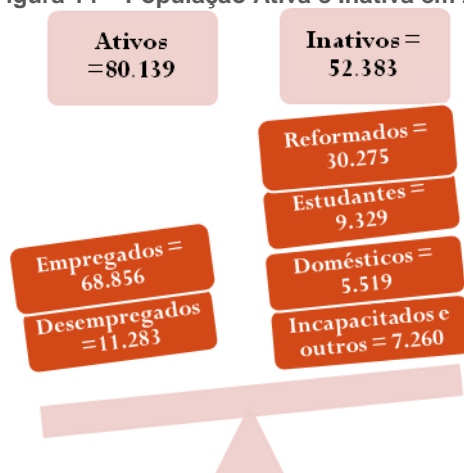 Ativos
=80.139
Inativos =
52.383
Reformados =
30.275
Estudantes =
9.329
Domésticos =
5.519
Incapacitados e
outros = 7.260
Empregados =
68.856
Desempregados
=11.283